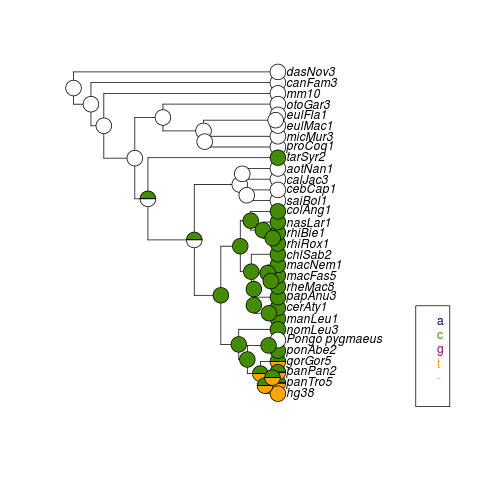 dasNov3
canFam3
mm10
otoGar3
eulFla1
eulMac1
micMur3
proCoq1
tarSyr2
aotNan1
calJac3
cebCap1
saiBol1
colAng1
nasLar1
rhiBie1
rhiRox1
chlSab2
macNem1
macFas5
rheMac8
papAnu3
cerAty1
manLeu1
nomLeu3
Pongo pygmaeus
ponAbe2
gorGor5
panPan2
panTro5
hg38
a
c
g
t
-